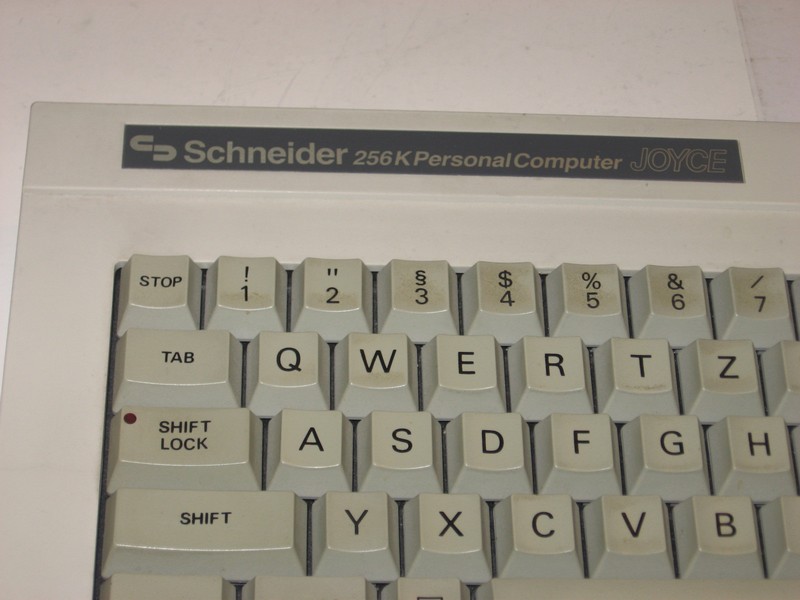 Schneider 256K Personal Computer JOYCE
STOP ! 1 " 2 § 3 $ 4 % 5 & 6 / 7
TAB Q W E R T Z
SHIFT LOCK A S D F G H
SHIFT Y X C V B